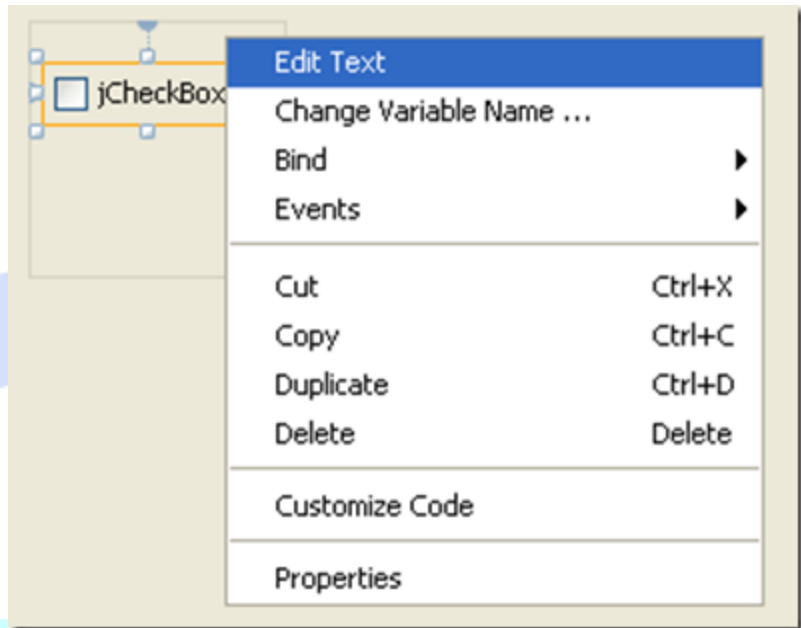 jCheckBox
Edit Text
Change Variable Name ...
Bind
Events
Cut Ctrl+X
Copy Ctrl+C
Duplicate Ctrl+D
Delete Delete
Customize Code
Properties